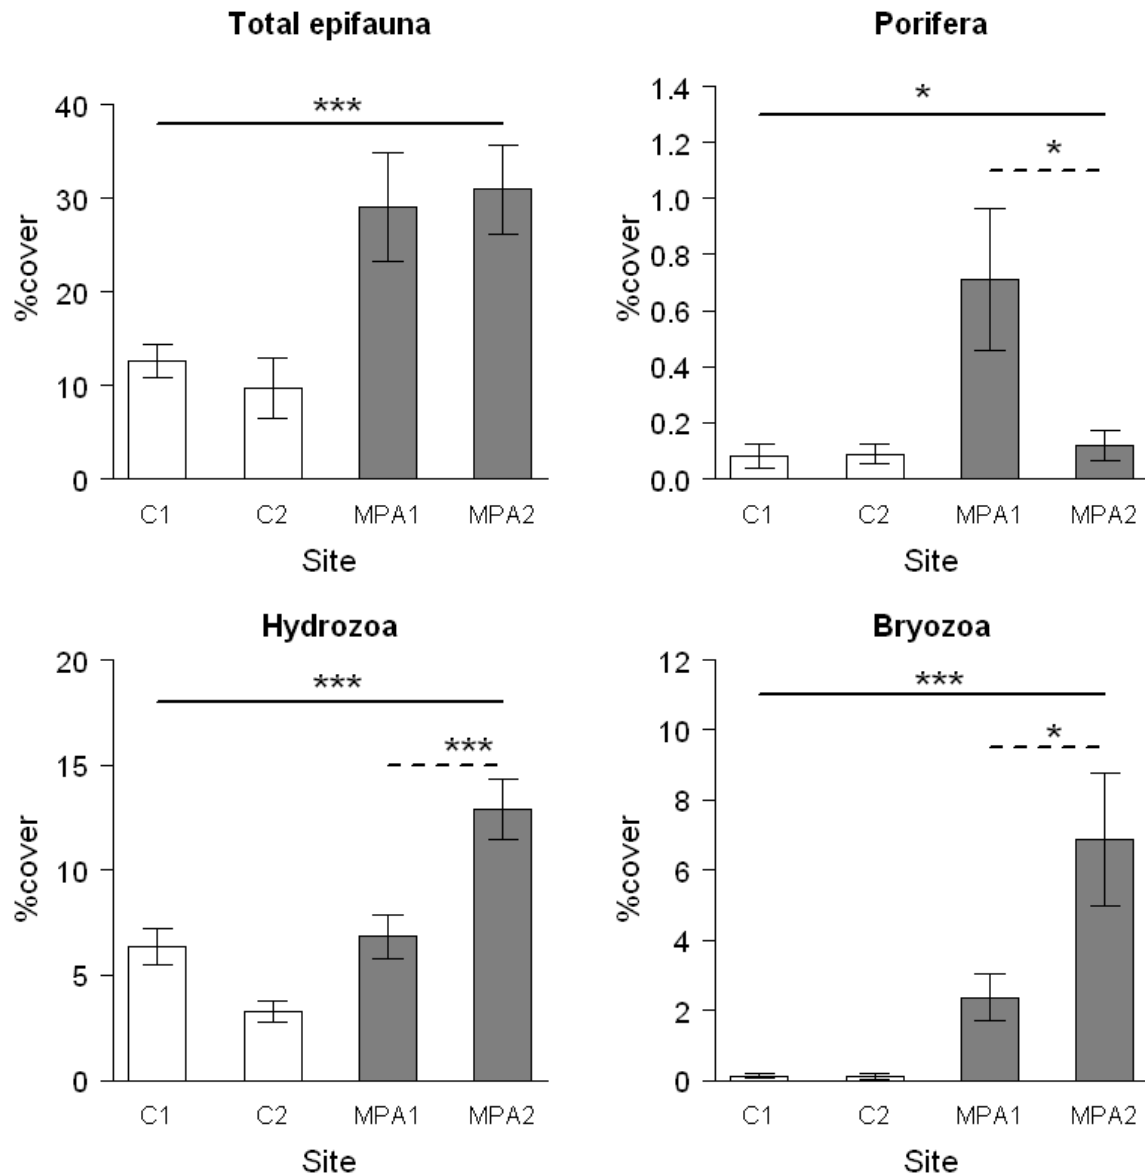 Total epifauna
40
30
20
10
0
%cover
***
C1 C2 MPA1 MPA2
Site
Porifera
1.4
1.2
1.0
0.8
0.6
0.4
0.2
0.0
%cover
*
*
C1 C2 MPA1 MPA2
Site
Hydrozoa
20
15
10
5
0
%cover
***
***
C1 C2 MPA1 MPA2
Site
Bryozoa
12
10
8
6
4
2
0
%cover
***
*
C1 C2 MPA1 MPA2
Site